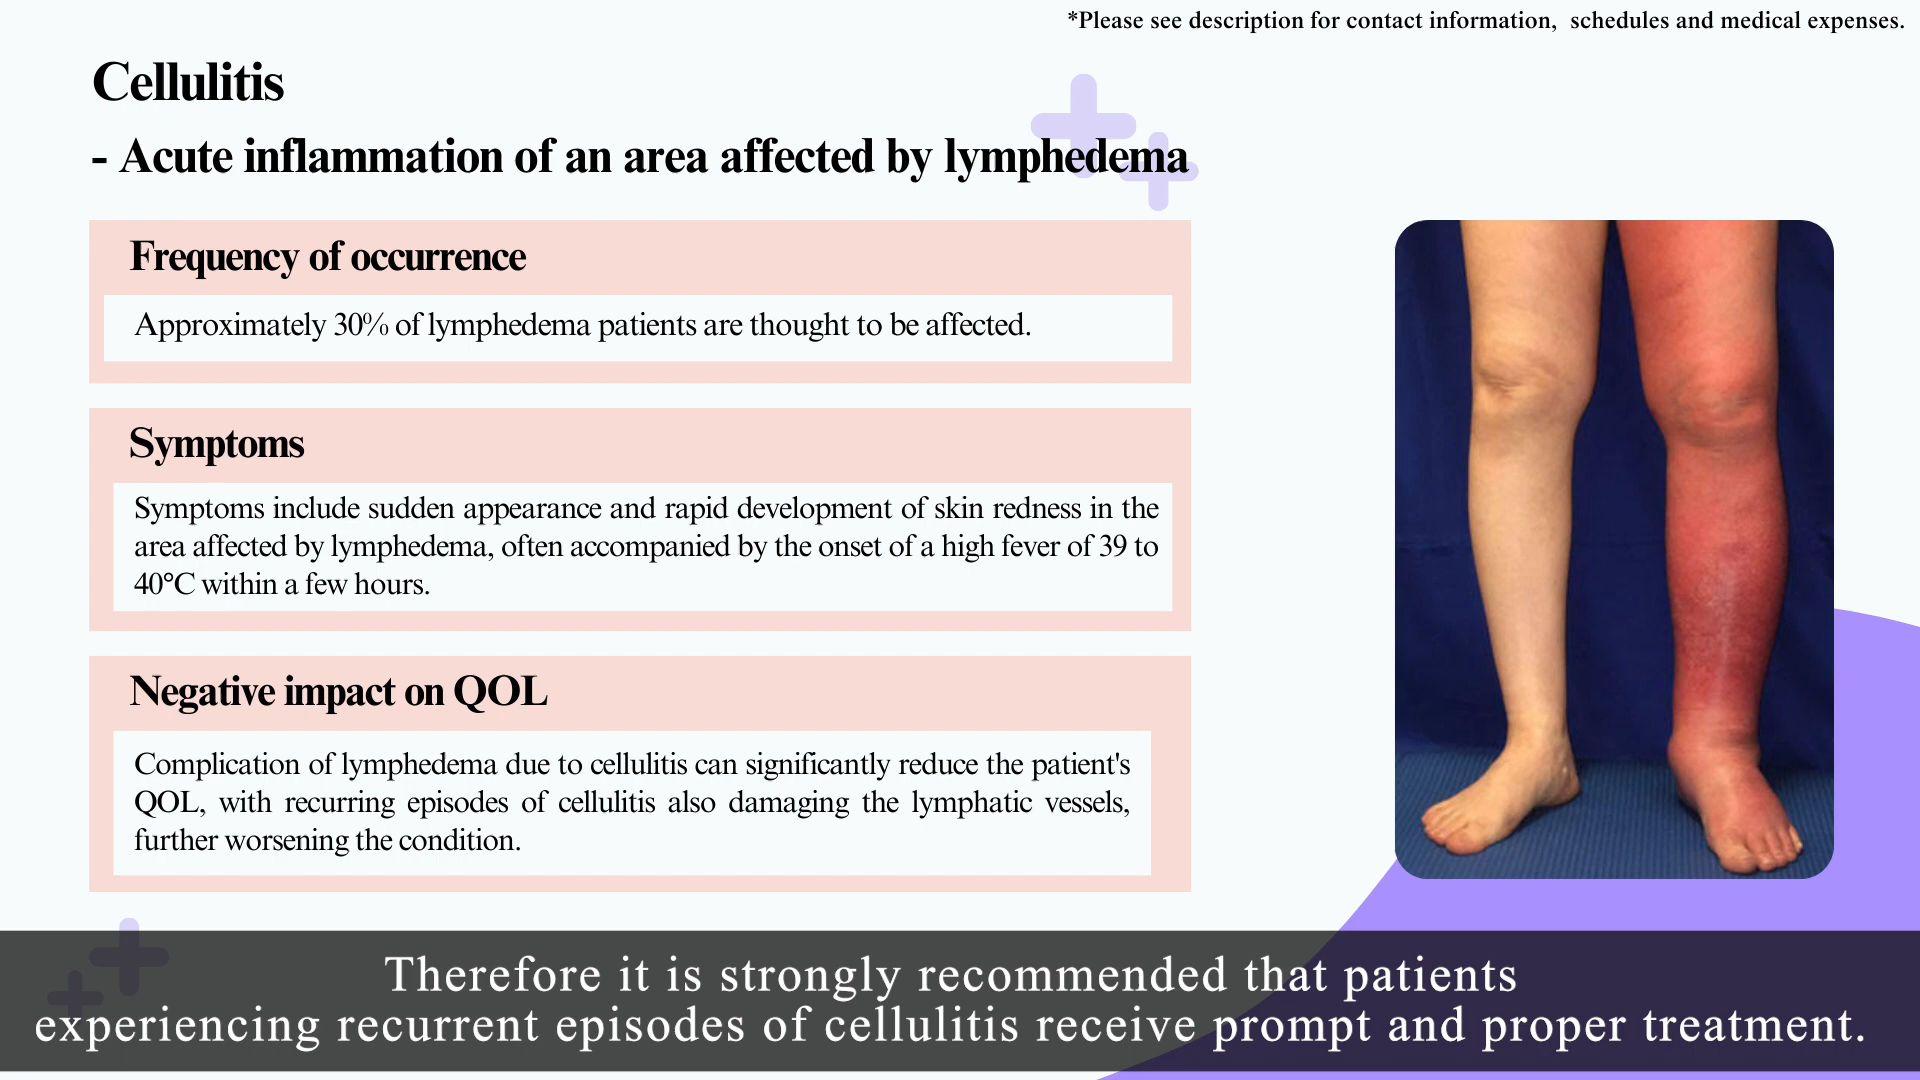 *Please see description for contact information,  schedules and medical expenses.
Cellulitis
- Acute inflammation of an area affected by lymphedema
Frequency of occurrence
Approximately 30% of lymphedema patients are thought to be affected.
Symptoms
Symptoms include sudden appearance and rapid development of skin redness in the
area affected by lymphedema, often accompanied by the onset of a high fever of 39 to
40°C within a few hours.
Negative impact on QOL
Complication of lymphedema due to cellulitis can significantly reduce the patient's
QOL, with recurring episodes of cellulitis also damaging the lymphatic vessels,
further worsening the condition.
Therefore it is strongly recommended that patients
experiencing recurrent episodes of cellulitis receive prompt and proper treatment.